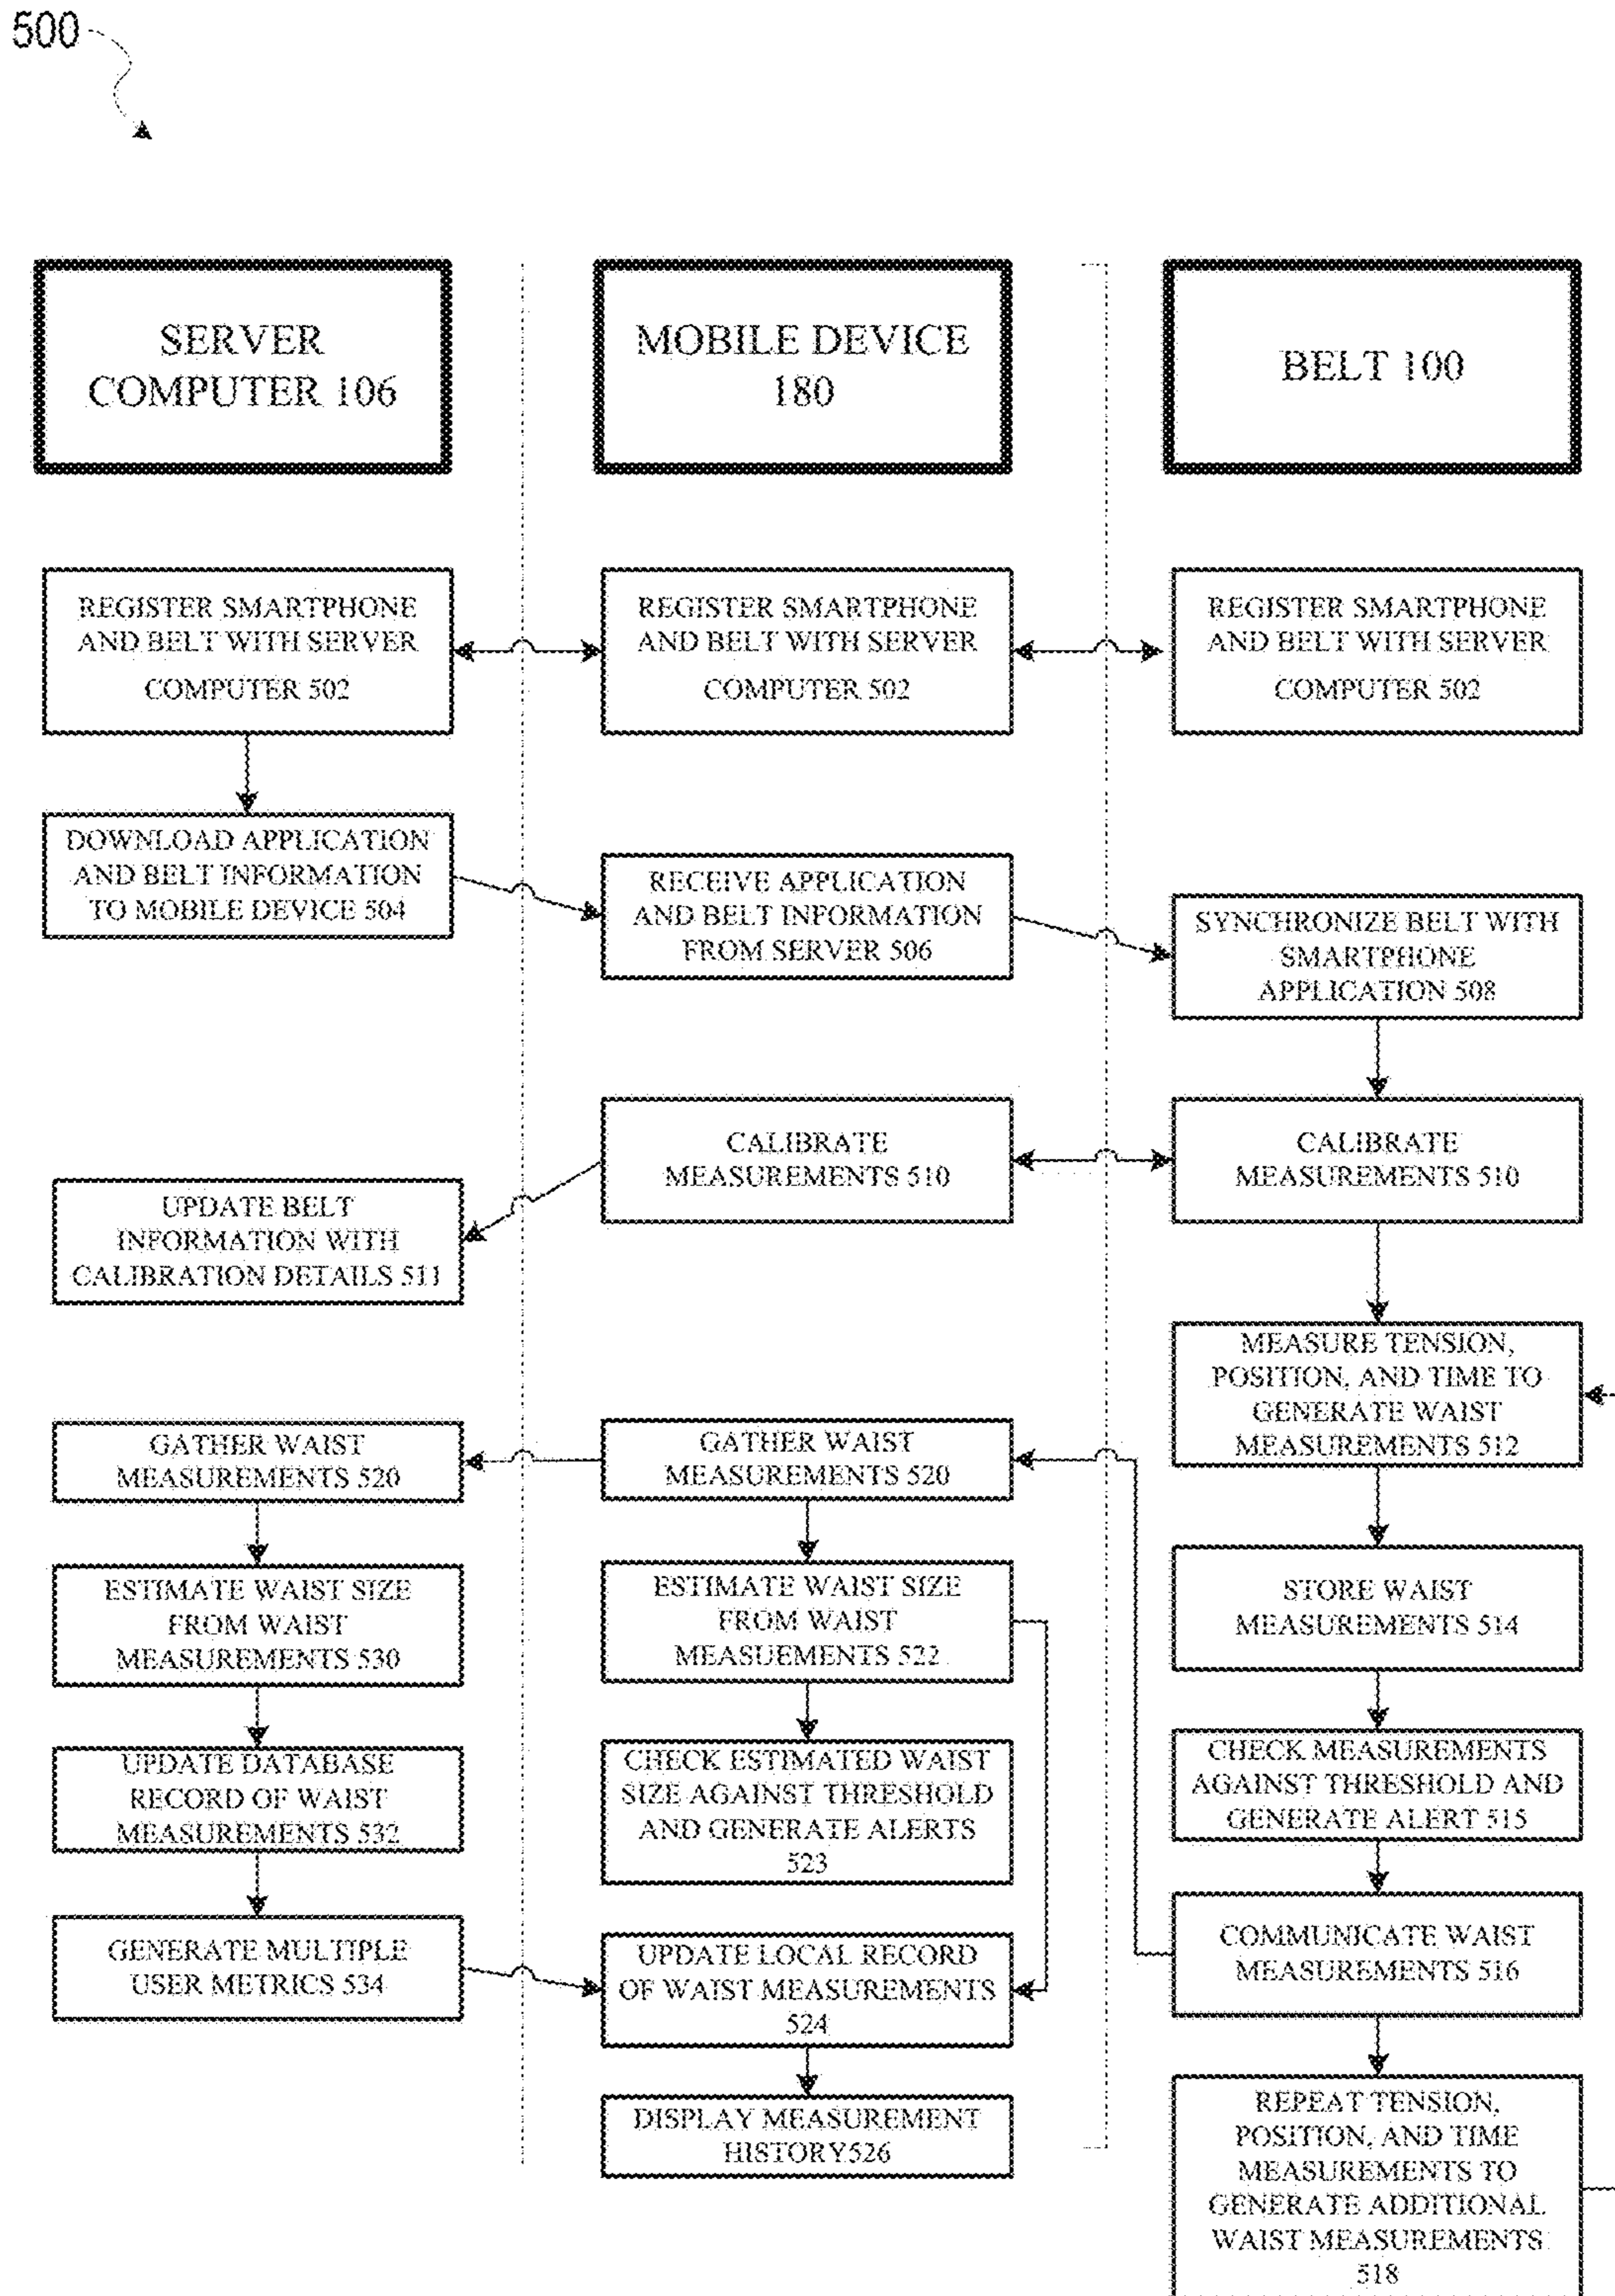 500
SERVER
COMPUTER 106
MOBILE DEVICE
180
BELT 100
REGISTER SMARTPHONE
AND BELT WITH SERVER
COMPUTER 502
REGISTER SMARTPHONE
AND BELT WITH SERVER
COMPUTER 502
REGISTER SMARTPHONE
AND BELT WITH SERVER
COMPUTER 502
DOWNLOAD APPLICATION
AND BELT INFORMATION
TO MOBILE DEVICE 504
RECEIVE APPLICATION
AND BELT INFORMATION
FROM SERVER 506
SYNCHRONIZE BELT WITH
SMARTPHONE
APPLICATION 508
CALIBRATE
MEASUREMENTS 510
CALIBRATE
MEASUREMENTS 510
UPDATE BELT
INFORMATION WITH
CALIBRATION DETAILS 511
MEASURE TENSION,
POSITION, AND TIME TO
GENERATE WAIST
MEASUREMENTS 512
GATHER WAIST
MEASUREMENTS 520
GATHER WAIST
MEASUREMENTS 520
ESTIMATE WAIST SIZE
FROM WAIST
MEASUREMENTS 530
ESTIMATE WAIST SIZE
FROM WAIST
MEASUEMENTS 522
STORE WAIST
MEASUREMENTS 514
UPDATE DATABASE
RECORD OF WAIST
MEASUREMENTS 532
CHECK ESTIMATED WAIST
SIZE AGAINST THRESHOLD
AND GENERATE ALERTS
523
CHECK MEASUREMENTS
AGAINST THRESHOLD AND
GENERATE ALERT 515
GENERATE MULTIPLE
USER METRICS 534
UPDATE LOCAL RECORD
OF WAIST MEASUREMENTS
524
COMMUNICATE WAIST
MEASUREMENTS 516
DISPLAY MEASUREMENT
HISTORY526
REPEAT TENSION,
POSITION, AND TIME
MEASUREMENTS TO
GENERATE ADDITIONAL
WAIST MEASUREMENTS
518